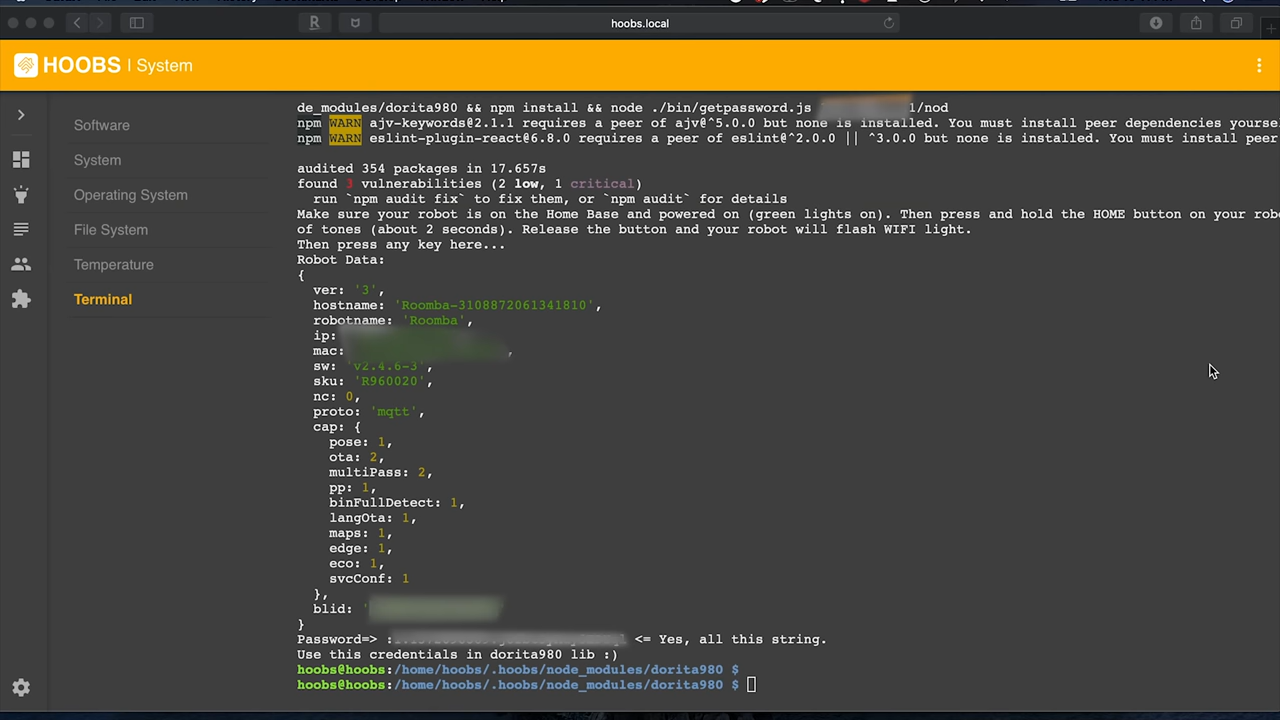 hoobs.local
HOOBS | System
Software
System
Operating System
File System
Temperature
Terminal
de_modules/dorita980 && npm install && node ./bin/getpassword.js 1/nod
npm WARN ajv-keywords@2.1.1 requires a peer of ajv@^5.0.0 but none is installed. You must install peer dependencies yourse
npm WARN eslint-plugin-react@6.8.0 requires a peer of eslint@^2.0.0 || ^3.0.0 but none is installed. You must install peer
audited 354 packages in 17.657s
found 3 vulnerabilities (2 low, 1 critical)
run `npm audit fix` to fix them, or `npm audit` for details
Make sure your robot is on the Home Base and powered on (green lights on). Then press and hold the HOME button on your rob
of tones (about 2 seconds). Release the button and your robot will flash WIFI light.
Then press any key here...
Robot Data:
{
ver: '3',
hostname: 'Roomba-3108872061341810',
robotname: 'Roomba',
ip:
mac: ,
sw: 'v2.4.6-3',
sku: 'R960020',
nc: 0,
proto: 'mqtt',
cap: {
pose: 1,
ota: 2,
multiPass: 2,
pp: 1,
binFullDetect: 1,
langOta: 1,
maps: 1,
edge: 1,
eco: 1,
svcConf: 1
},
blid: '
}
Password=> : <= Yes, all this string.
Use this credentials in dorita980 lib :)
hoobs@hoobs:/home/hoobs/.hoobs/node_modules/dorita980 $
hoobs@hoobs:/home/hoobs/.hoobs/node_modules/dorita980 $